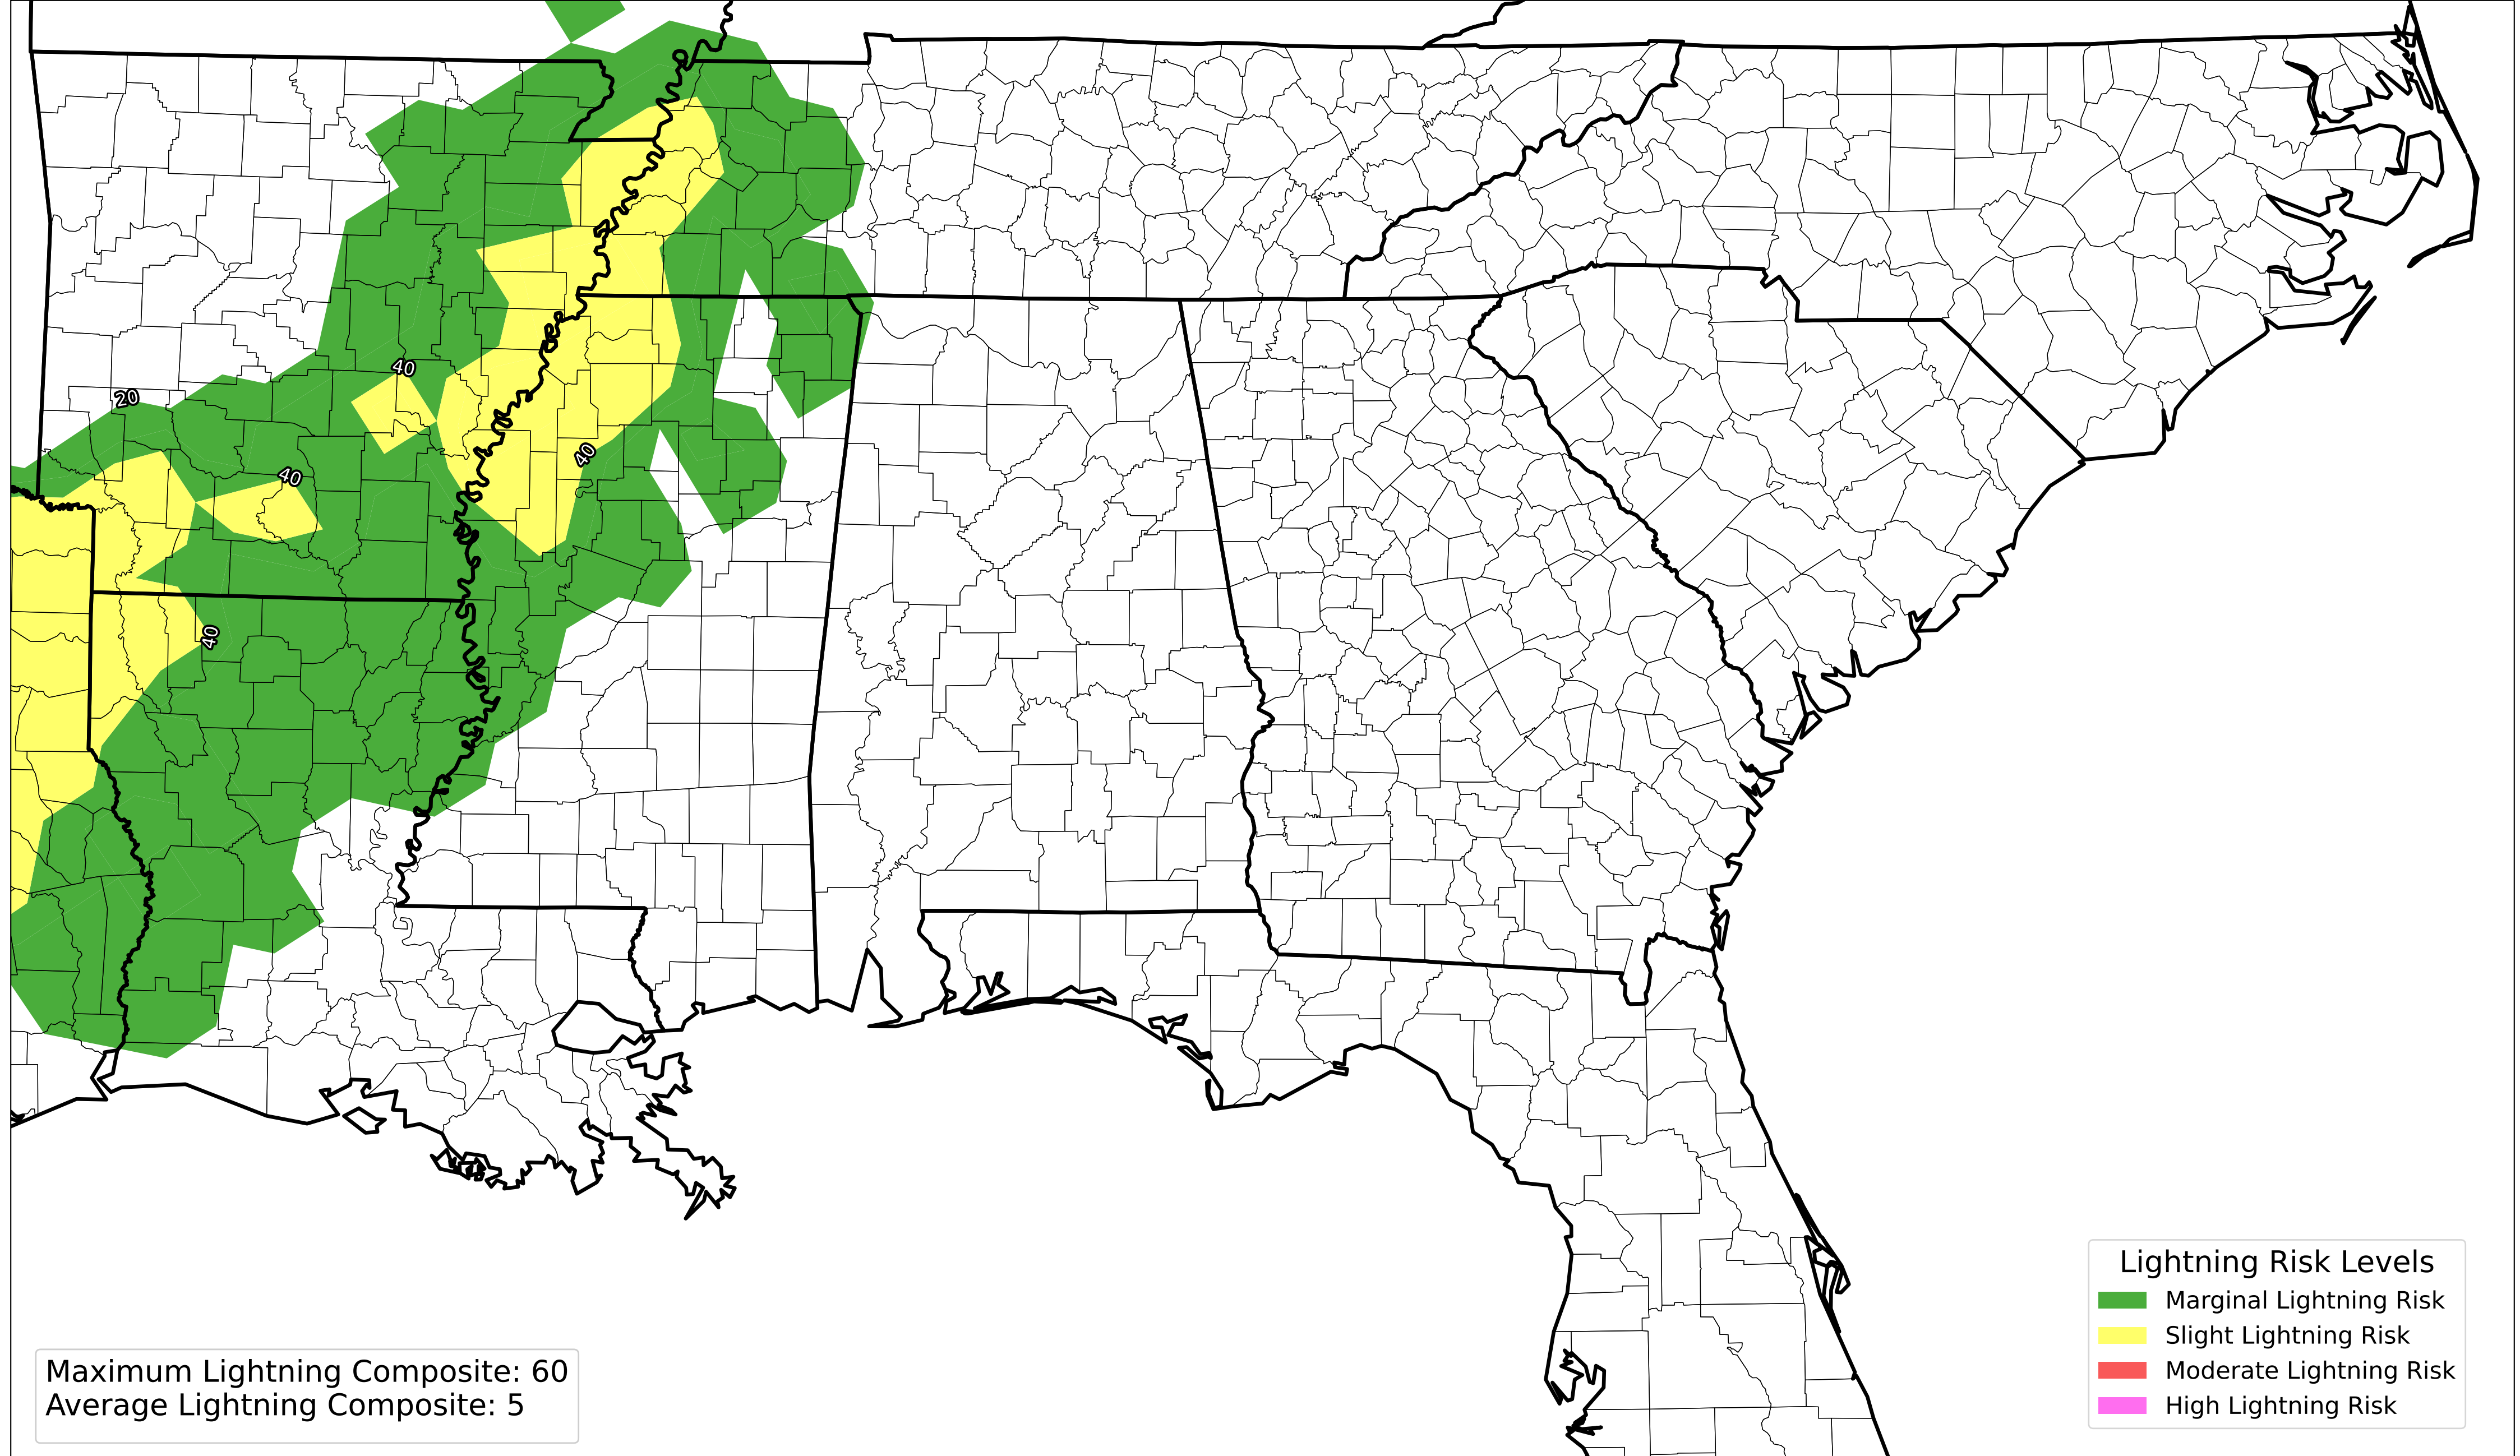 40
20
40
40
40
Lightning Risk Levels
Marginal Lightning Risk
Slight Lightning Risk
Moderate Lightning Risk
High Lightning Risk
Maximum Lightning Composite: 60
Average Lightning Composite: 5